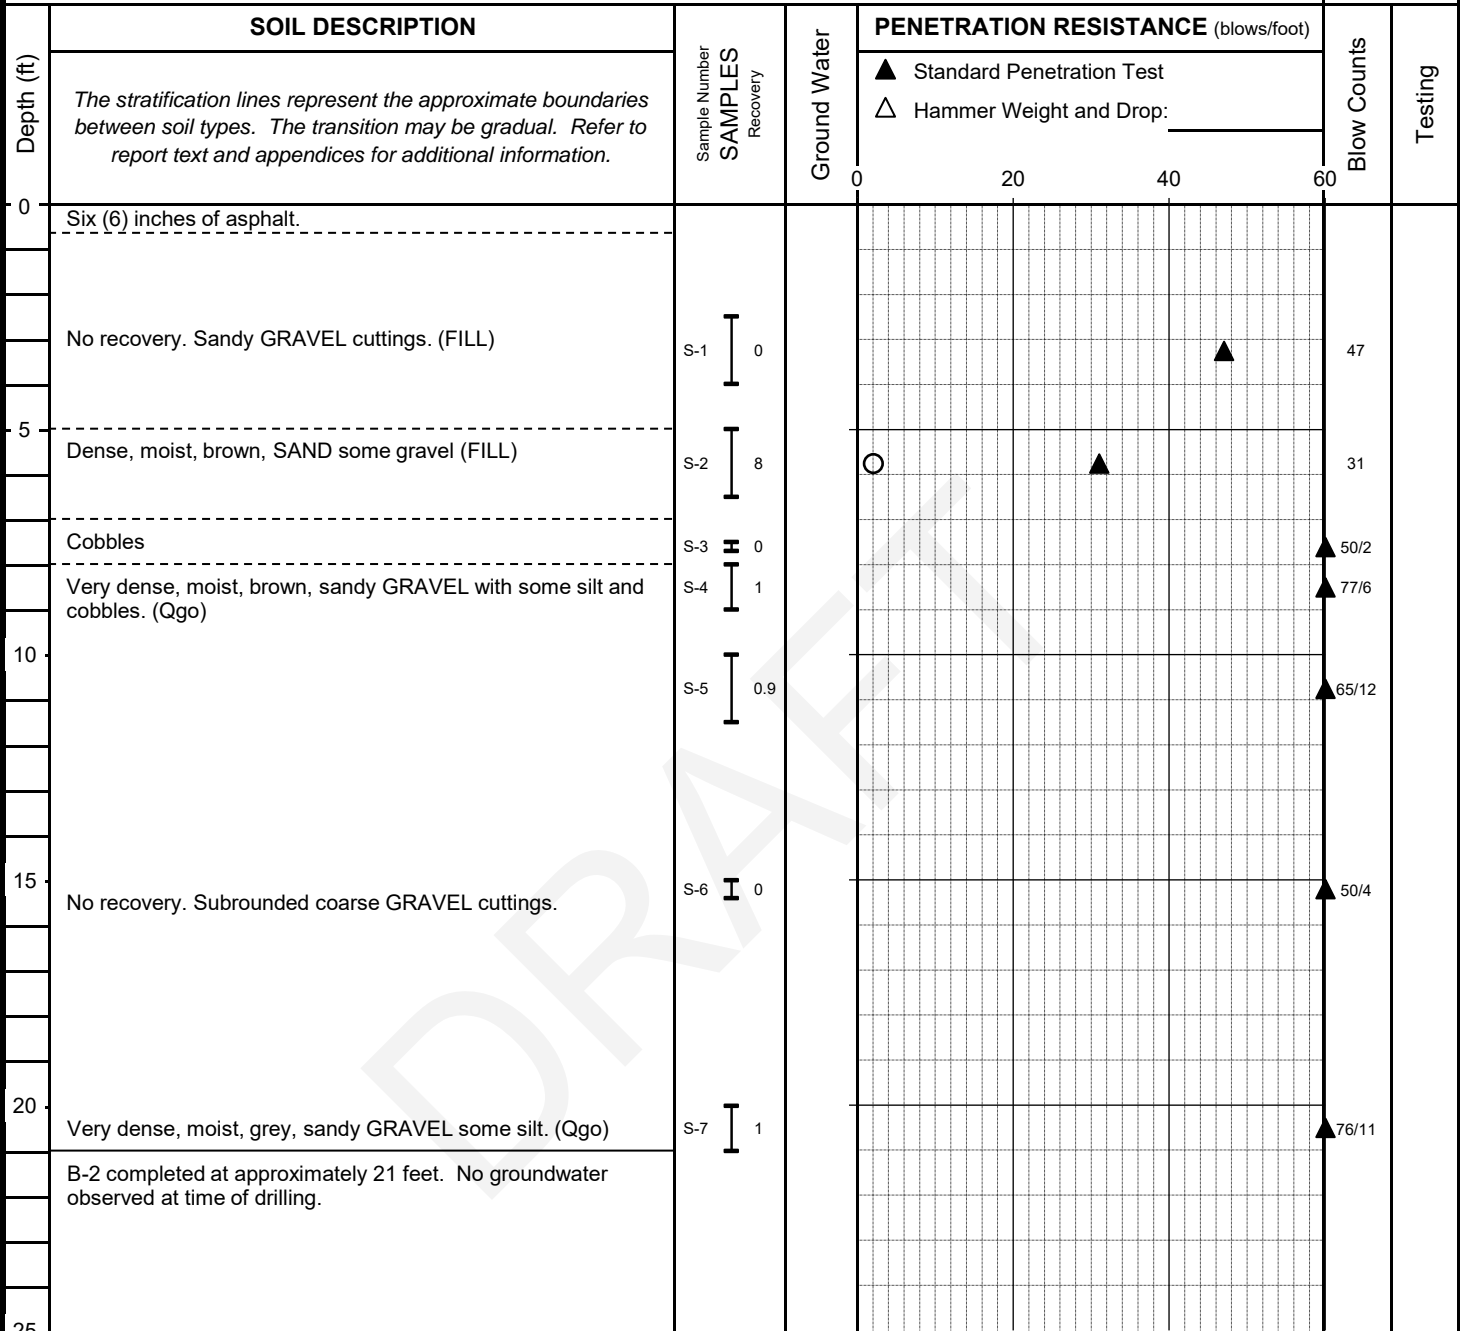 SOIL DESCRIPTION
PENETRATION RESISTANCE (blows/foot)
Depth (ft)
The stratification lines represent the approximate boundaries
between soil types. The transition may be gradual. Refer to
report text and appendices for additional information.
Sample Number
SAMPLES
Recovery
Ground Water
▲ Standard Penetration Test
△ Hammer Weight and Drop:
Blow Counts
Testing
0 20 40 60
0
Six (6) inches of asphalt.
No recovery. Sandy GRAVEL cuttings. (FILL)
S-1 0 47
5
Dense, moist, brown, SAND some gravel (FILL)
S-2 8 31
Cobbles
S-3 0 50/2
Very dense, moist, brown, sandy GRAVEL with some silt and
cobbles. (Qgo)
S-4 1 77/6
10
S-5 0.9 65/12
15
No recovery. Subrounded coarse GRAVEL cuttings.
S-6 0 50/4
20
Very dense, moist, grey, sandy GRAVEL some silt. (Qgo)
S-7 1 76/11
B-2 completed at approximately 21 feet. No groundwater
observed at time of drilling.
25
DRAFT